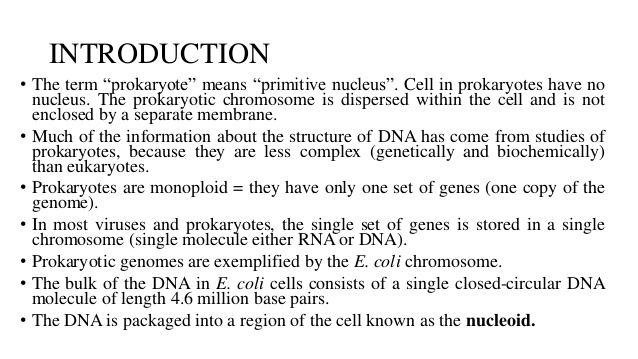 INTRODUCTION
• The term “prokaryote” means “primitive nucleus”. Cell in prokaryotes have no
nucleus. The prokaryotic chromosome is dispersed within the cell and is not
enclosed by a separate membrane.
• Much of the information about the structure of DNA has come from studies of
prokaryotes, because they are less complex (genetically and biochemically)
than eukaryotes.
• Prokaryotes are monoploid = they have only one set of genes (one copy of the
genome).
• In most viruses and prokaryotes, the single set of genes is stored in a single
chromosome (single molecule either RNA or DNA).
• Prokaryotic genomes are exemplified by the E. coli chromosome.
• The bulk of the DNA in E. coli cells consists of a single closed-circular DNA
molecule of length 4.6 million base pairs.
• The DNA is packaged into a region of the cell known as the nucleoid.